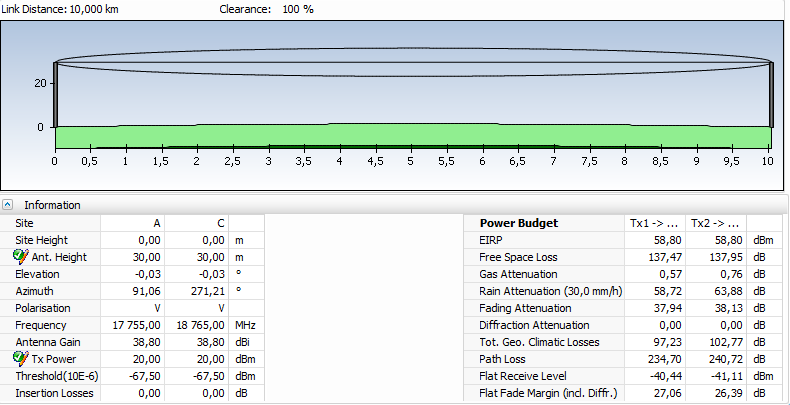 Link Distance: 10,000 km Clearance: 100 %
20
0
0 0,5 1 1,5 2 2,5 3 3,5 4 4,5 5 5,5 6 6,5 7 7,5 8 8,5 9 9,5 10
Information
Site A C
Site Height 0,00 0,00 m
Ant. Height 30,00 30,00 m
Elevation -0,03 -0,03 °
Azimuth 91,06 271,21 °
Polarisation V V
Frequency 17 755,00 18 765,00 MHz
Antenna Gain 38,80 38,80 dBi
Tx Power 20,00 20,00 dBm
Threshold(10E-6) -67,50 -67,50 dBm
Insertion Losses 0,00 0,00 dB
Power Budget Tx1 -> ... Tx2 -> ...
EIRP 58,80 58,80 dBm
Free Space Loss 137,47 137,95 dB
Gas Attenuation 0,57 0,76 dB
Rain Attenuation (30,0 mm/h) 58,72 63,88 dB
Fading Attenuation 37,94 38,13 dB
Diffraction Attenuation 0,00 0,00 dB
Tot. Geo. Climatic Losses 97,23 102,77 dB
Path Loss 234,70 240,72 dB
Flat Receive Level -40,44 -41,11 dBm
Flat Fade Margin (incl. Diffr.) 27,06 26,39 dB